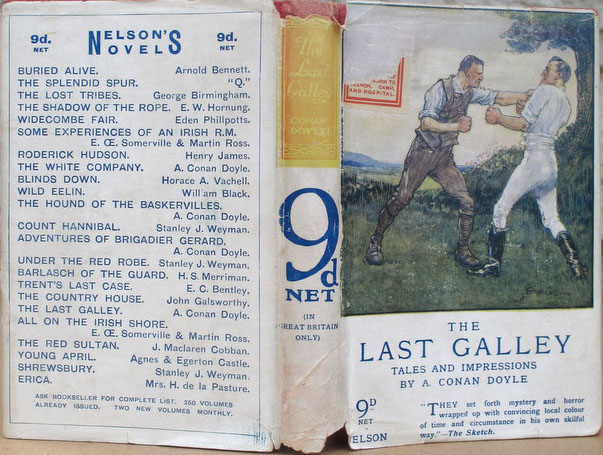 9d.
NET
NELSON'S
NOVELS
9d.
NET
BURIED ALIVE. Arnold Bennett.
THE SPLENDID SPUR. "Q."
THE LOST TRIBES. George Birmingham.
THE SHADOW OF THE ROPE. E. W. Hornung.
WIDECOMBE FAIR. Eden Phillpotts.
SOME EXPERIENCES OF AN IRISH R.M.
E. Œ. Somerville & Martin Ross.
RODERICK HUDSON. Henry James.
THE WHITE COMPANY. A. Conan Doyle.
BLINDS DOWN. Horace A. Vachell.
WILD EELIN. William Black.
THE HOUND OF THE BASKERVILLES.
A. Conan Doyle.
COUNT HANNIBAL. Stanley J. Weyman.
ADVENTURES OF BRIGADIER GERARD.
A. Conan Doyle.
UNDER THE RED ROBE. Stanley J. Weyman.
BARLASCH OF THE GUARD. H. S. Merriman.
TRENT'S LAST CASE. E. C. Bentley.
THE COUNTRY HOUSE. John Galsworthy.
THE LAST GALLEY. A. Conan Doyle.
ALL ON THE IRISH SHORE.
E. Œ. Somerville & Martin Ross.
THE RED SULTAN. J. Maclaren Cobban.
YOUNG APRIL. Agnes & Egerton Castle.
SHREWSBURY. Stanley J. Weyman.
ERICA. Mrs. H. de la Pasture.
ASK BOOKSELLER FOR COMPLETE LIST. 250 VOLUMES
ALREADY ISSUED. TWO NEW VOLUMES MONTHLY.
The
Last
Galley
CONAN
DOYLE
9d
NET
(IN
GREAT BRITAIN
ONLY)
TO
CAMP,
AND HOSPITAL
THE
LAST GALLEY
TALES AND IMPRESSIONS
BY A. CONAN DOYLE
9D
NET
NELSON
"THEY set forth mystery and horror
wrapped up with convincing local colour
of time and circumstance in his own skilful
way."—The Sketch.